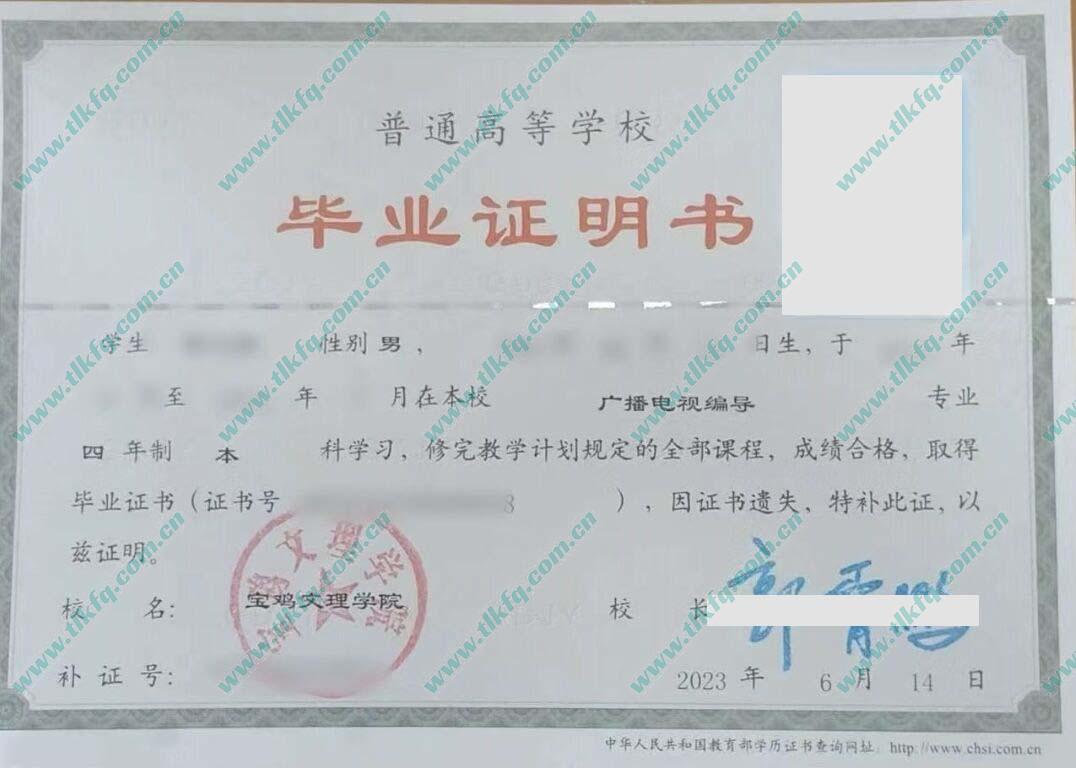 普通高等学校
毕业证明书
学生 性别 男 , 日生, 于 年
至 年 月在本校 广播电视编导 专业
四 年制 本 科学习, 修完教学计划规定的全部课程, 成绩合格, 取得
毕业证书（证书号 8 ）, 因证书遗失, 特补此证, 以
兹证明。
校 名: 宝鸡文理学院 校 长
补 证 号: 2023 年 6 月 14 日
中华人民共和国教育部学历证书查询网址: http://www.chsi.com.cn
www.tlkfq.com.cn